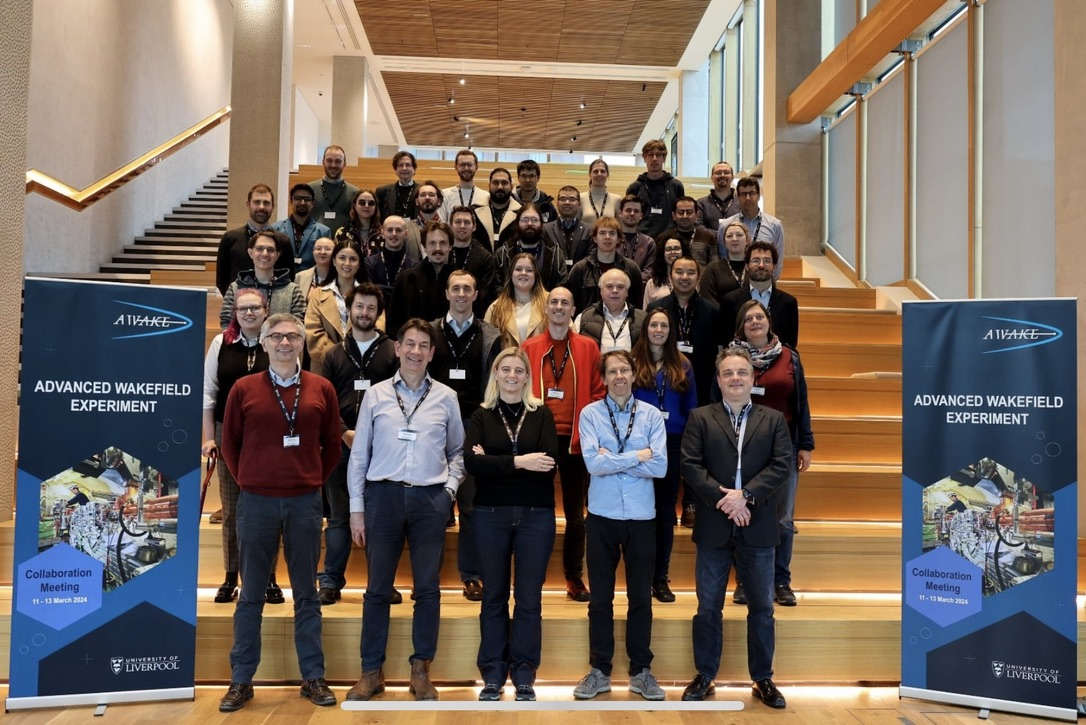 AWAKE
ADVANCED WAKEFIELD
EXPERIMENT
Collaboration
Meeting
11 - 13 March 2024
UNIVERSITY OF
LIVERPOOL
AWAKE
ADVANCED WAKEFIELD
EXPERIMENT
Collaboration
Meeting
11 - 13 March 2024
UNIVERSITY OF
LIVERPOOL